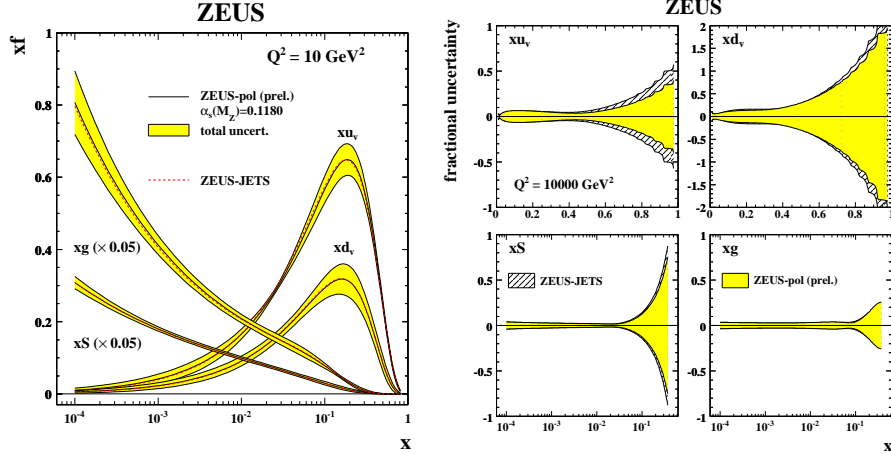 ZEUS
xf
Q² = 10 GeV²
1
0.8
0.6
0.4
0.2
0
ZEUS-pol (prel.)
αs(MZ)=0.1180
total uncert.
ZEUS-JETS
xuv
xdv
xg (× 0.05)
xS (× 0.05)
10⁻⁴ 10⁻³ 10⁻² 10⁻¹ 1
x
ZEUS
fractional uncertainty
xuv
1
0.5
0
-0.5
-1
Q² = 10000 GeV²
0 0.2 0.4 0.6 0.8 1
xdv
2
1.5
1
0.5
0
-0.5
-1
-1.5
-2
0 0.2 0.4 0.6 0.8 1
xS
ZEUS-JETS
0.5
0
-0.5
-1
10⁻⁴ 10⁻³ 10⁻² 10⁻¹ 1
xg
ZEUS-pol (prel.)
0.5
0
-0.5
-1
10⁻⁴ 10⁻³ 10⁻² 10⁻¹
x